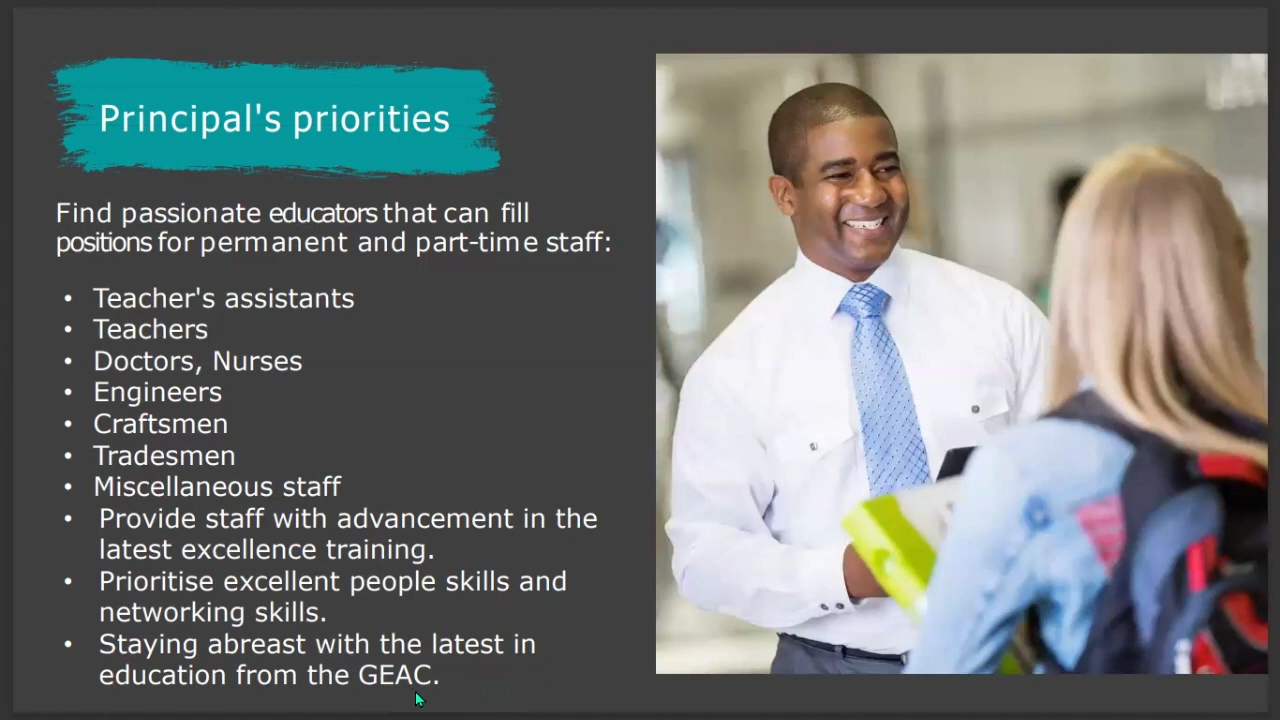 Principal's priorities
Find passionate educators that can fill
positions for permanent and part-time staff:
• Teacher's assistants
• Teachers
• Doctors, Nurses
• Engineers
• Craftsmen
• Tradesmen
• Miscellaneous staff
• Provide staff with advancement in the
latest excellence training.
• Prioritise excellent people skills and
networking skills.
• Staying abreast with the latest in
education from the GEAC.